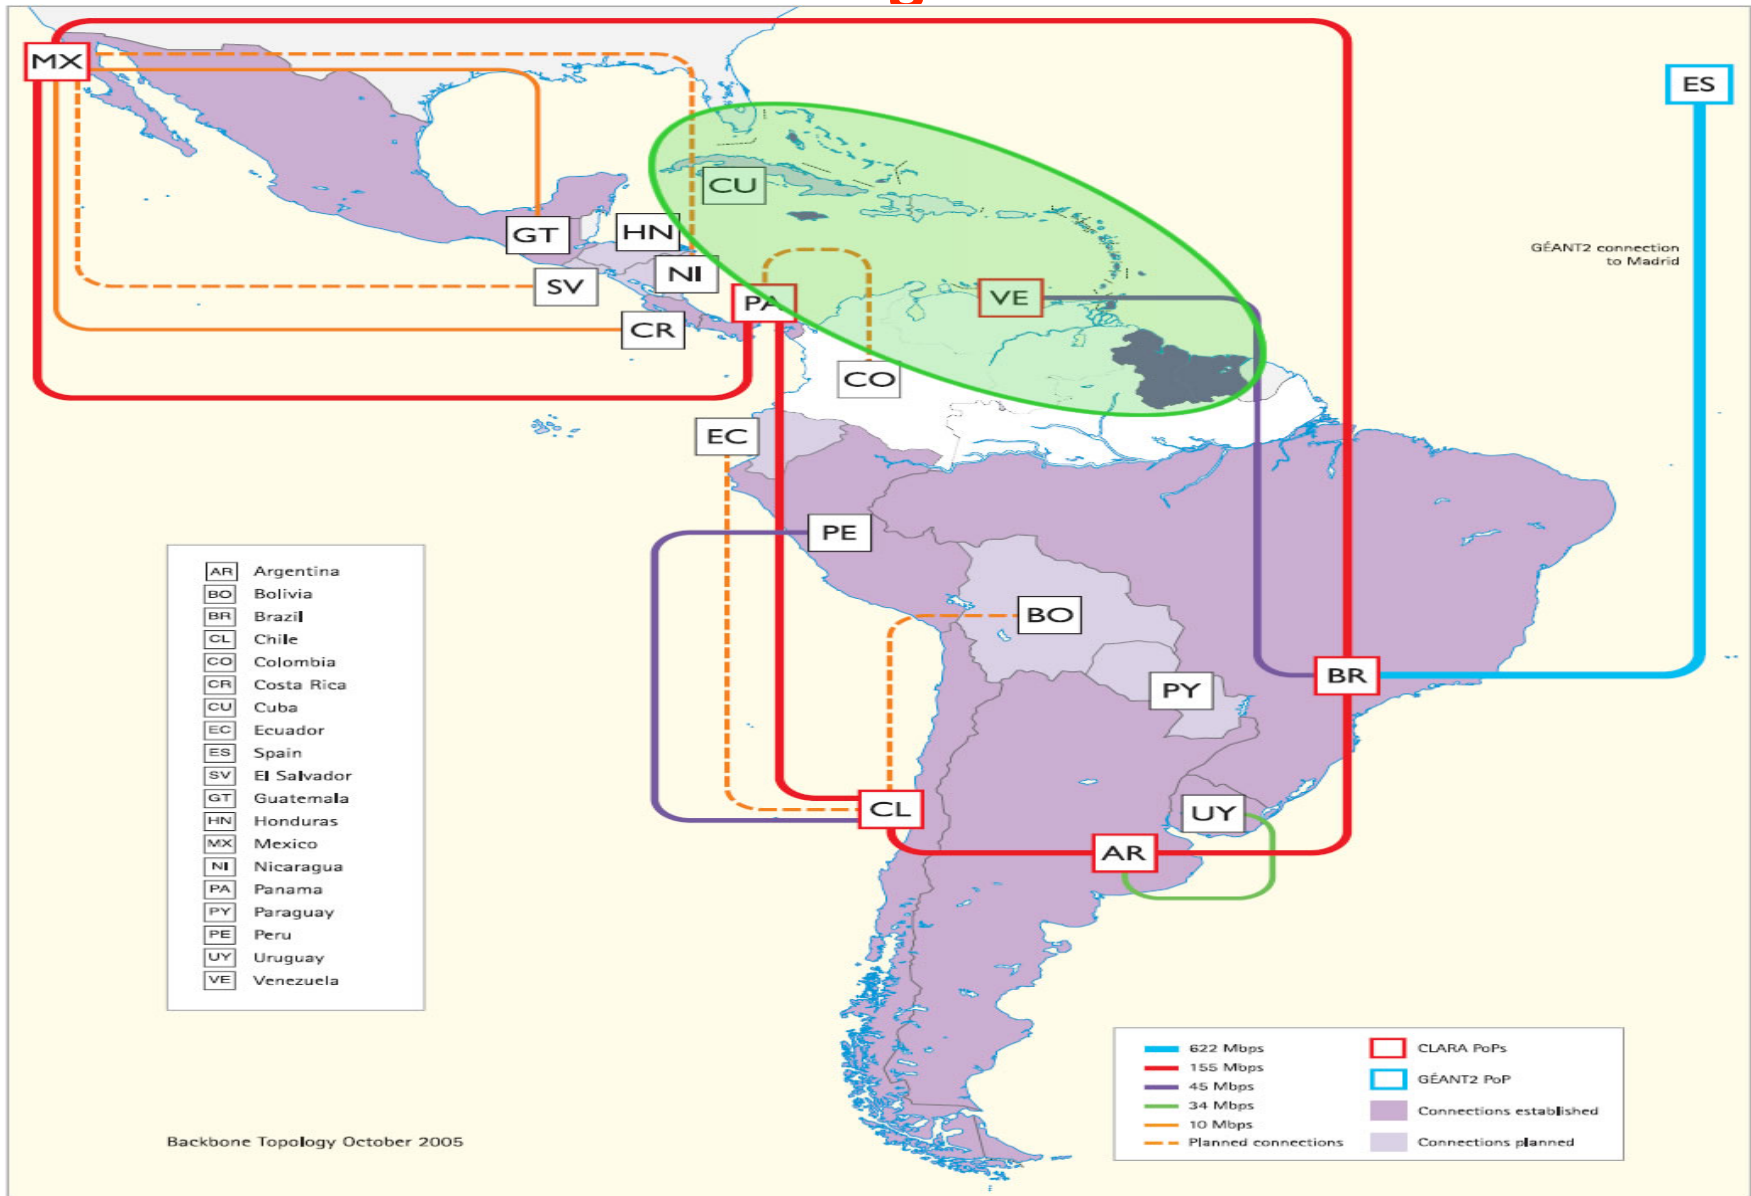 MX
ES
CU
GÉANT2 connection
to Madrid
GT
HN
NI
SV
PA
VE
CR
CO
EC
PE
BO
BR
PY
CL
UY
AR
AR Argentina
BO Bolivia
BR Brazil
CL Chile
CO Colombia
CR Costa Rica
CU Cuba
EC Ecuador
ES Spain
SV El Salvador
GT Guatemala
HN Honduras
MX Mexico
NI Nicaragua
PA Panama
PY Paraguay
PE Peru
UY Uruguay
VE Venezuela
622 Mbps
155 Mbps
45 Mbps
34 Mbps
10 Mbps
Planned connections
CLARA PoPs
GÉANT2 PoP
Connections established
Connections planned
Backbone Topology October 2005